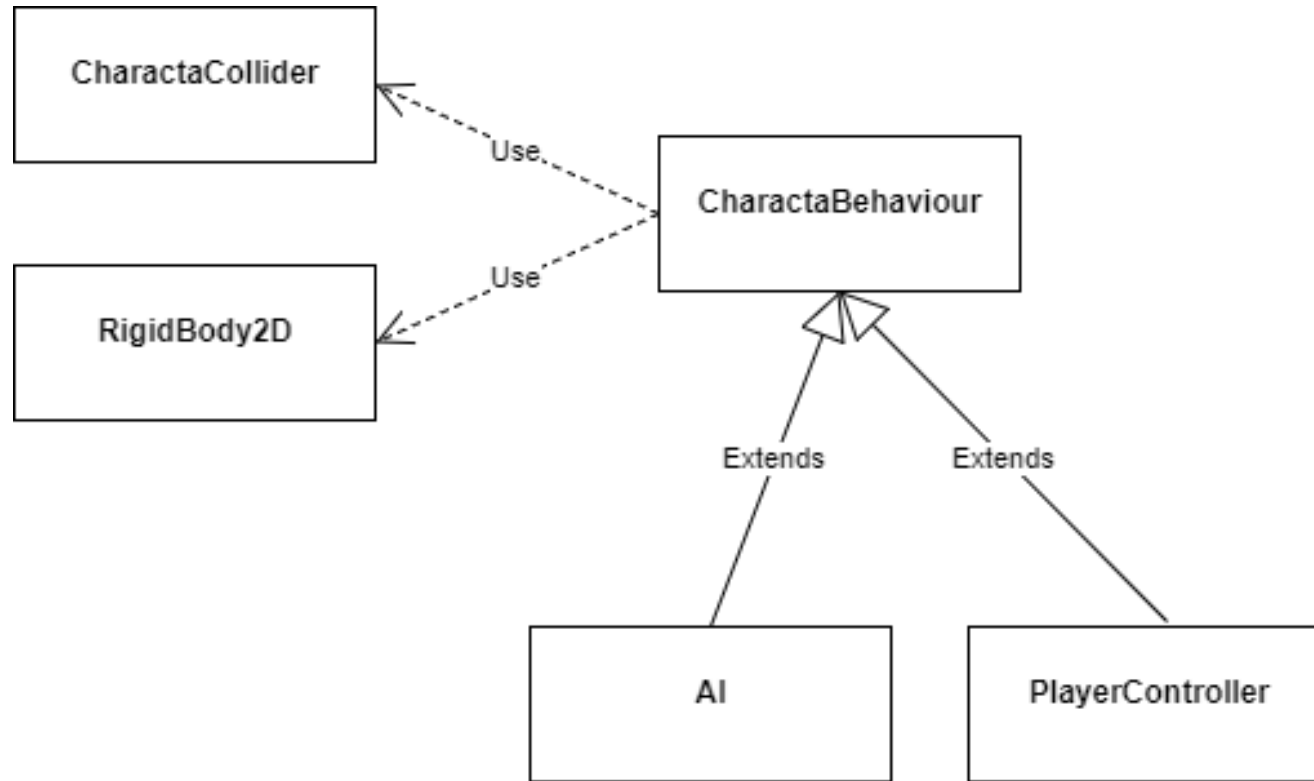 CharactaCollider
Use
CharactaBehaviour
Use
RigidBody2D
Extends
Extends
AI
PlayerController